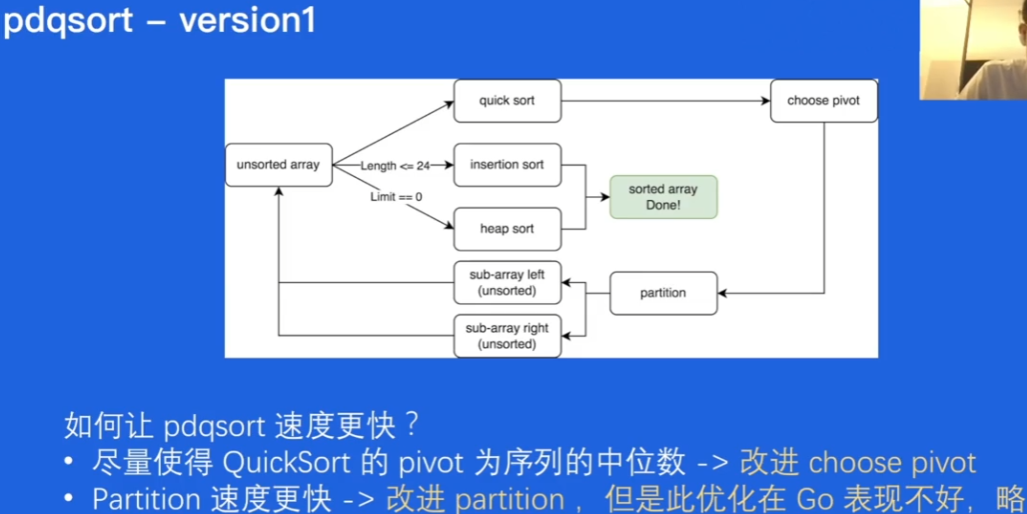 pdqsort – version1
quick sort
choose pivot
unsorted array
Length <= 24
insertion sort
Limit == 0
sorted array
Done!
heap sort
sub-array left
(unsorted)
partition
sub-array right
(unsorted)
如何让 pdqsort 速度更快？
• 尽量使得 QuickSort 的 pivot 为序列的中位数 -> 改进 choose pivot
• Partition 速度更快 -> 改进 partition ，但是此优化在 Go 表现不好，略